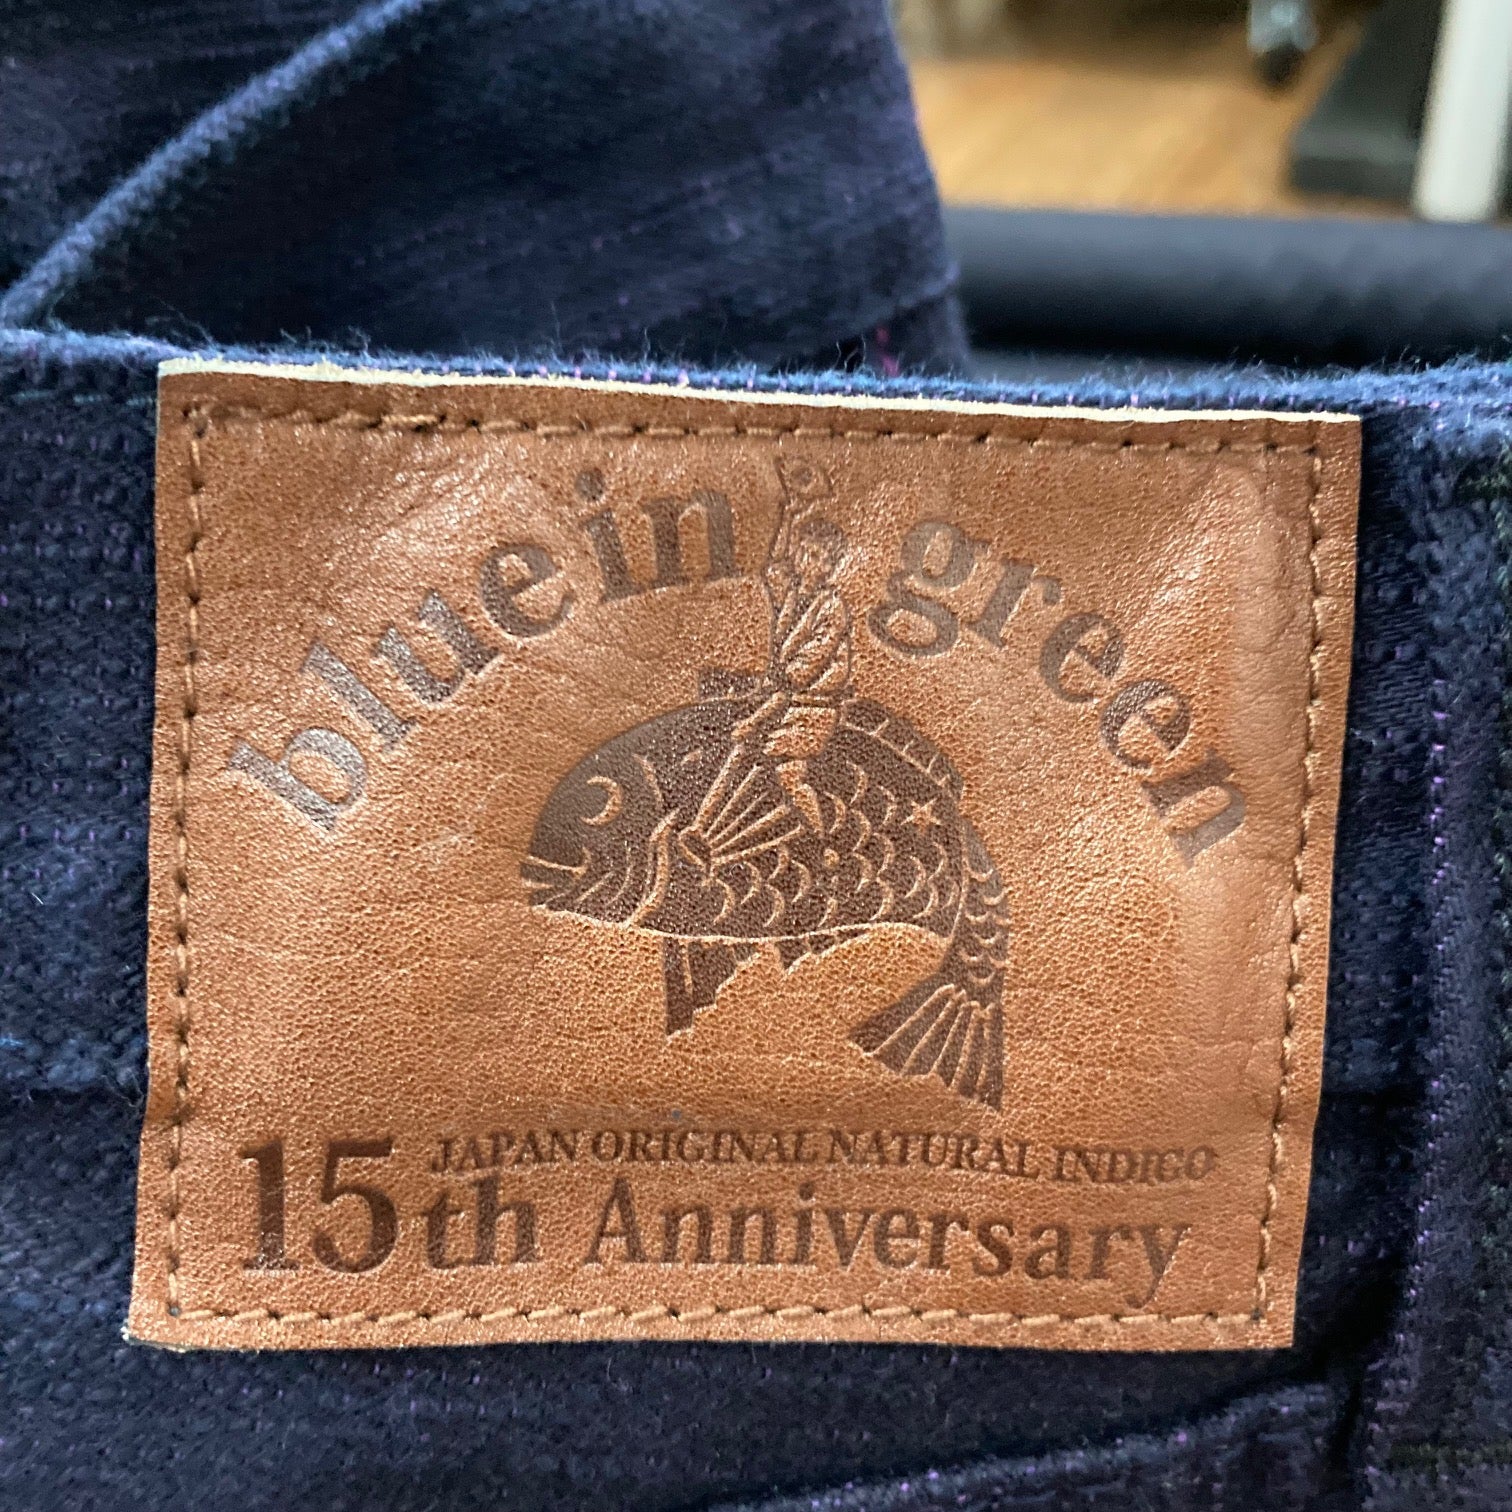 blue in green
JAPAN ORIGINAL NATURAL INDIGO
15th Anniversary